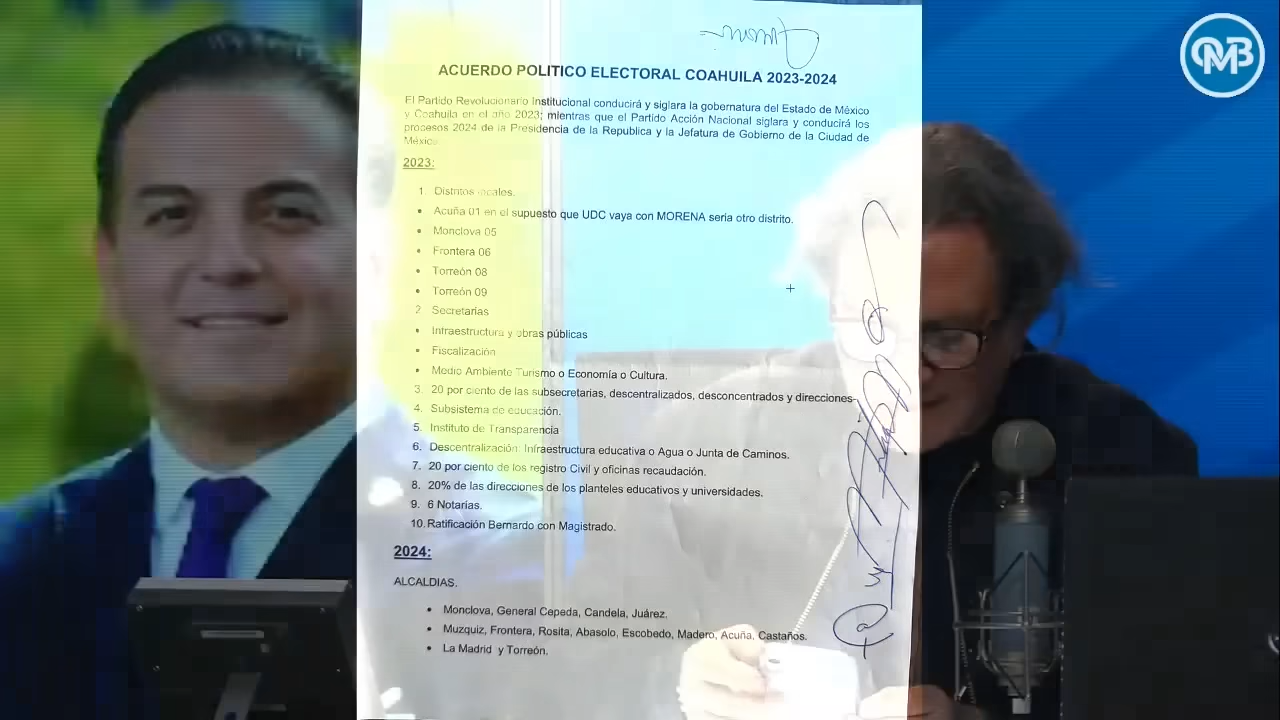 CMB
ACUERDO POLITICO ELECTORAL COAHUILA 2023-2024
El Partido Revolucionario Institucional conducirá y siglara la gobernatura del Estado de México
y Coahuila en el año 2023; mientras que el Partido Acción Nacional siglara y conducirá los
procesos 2024 de la Presidencia de la Republica y la Jefatura de Gobierno de la Ciudad de
México.
2023:
1. Distritos locales.
• Acuña 01 en el supuesto que UDC vaya con MORENA seria otro distrito.
• Monclova 05
• Frontera 06
• Torreón 08
• Torreón 09
2. Secretarias
• Infraestructura y obras públicas
• Fiscalización
• Medio Ambiente Turismo o Economía o Cultura.
3. 20 por ciento de las subsecretarias, descentralizados, desconcentrados y direcciones
4. Subsistema de educación.
5. Instituto de Transparencia
6. Descentralización: Infraestructura educativa o Agua o Junta de Caminos.
7. 20 por ciento de los registro Civil y oficinas recaudación.
8. 20% de las direcciones de los planteles educativos y universidades.
9. 6 Notarias.
10. Ratificación Bernardo con Magistrado.
2024:
ALCALDIAS.
• Monclova, General Cepeda, Candela, Juárez.
• Muzquiz, Frontera, Rosita, Abasolo, Escobedo, Madero, Acuña, Castaños.
• La Madrid y Torreón.